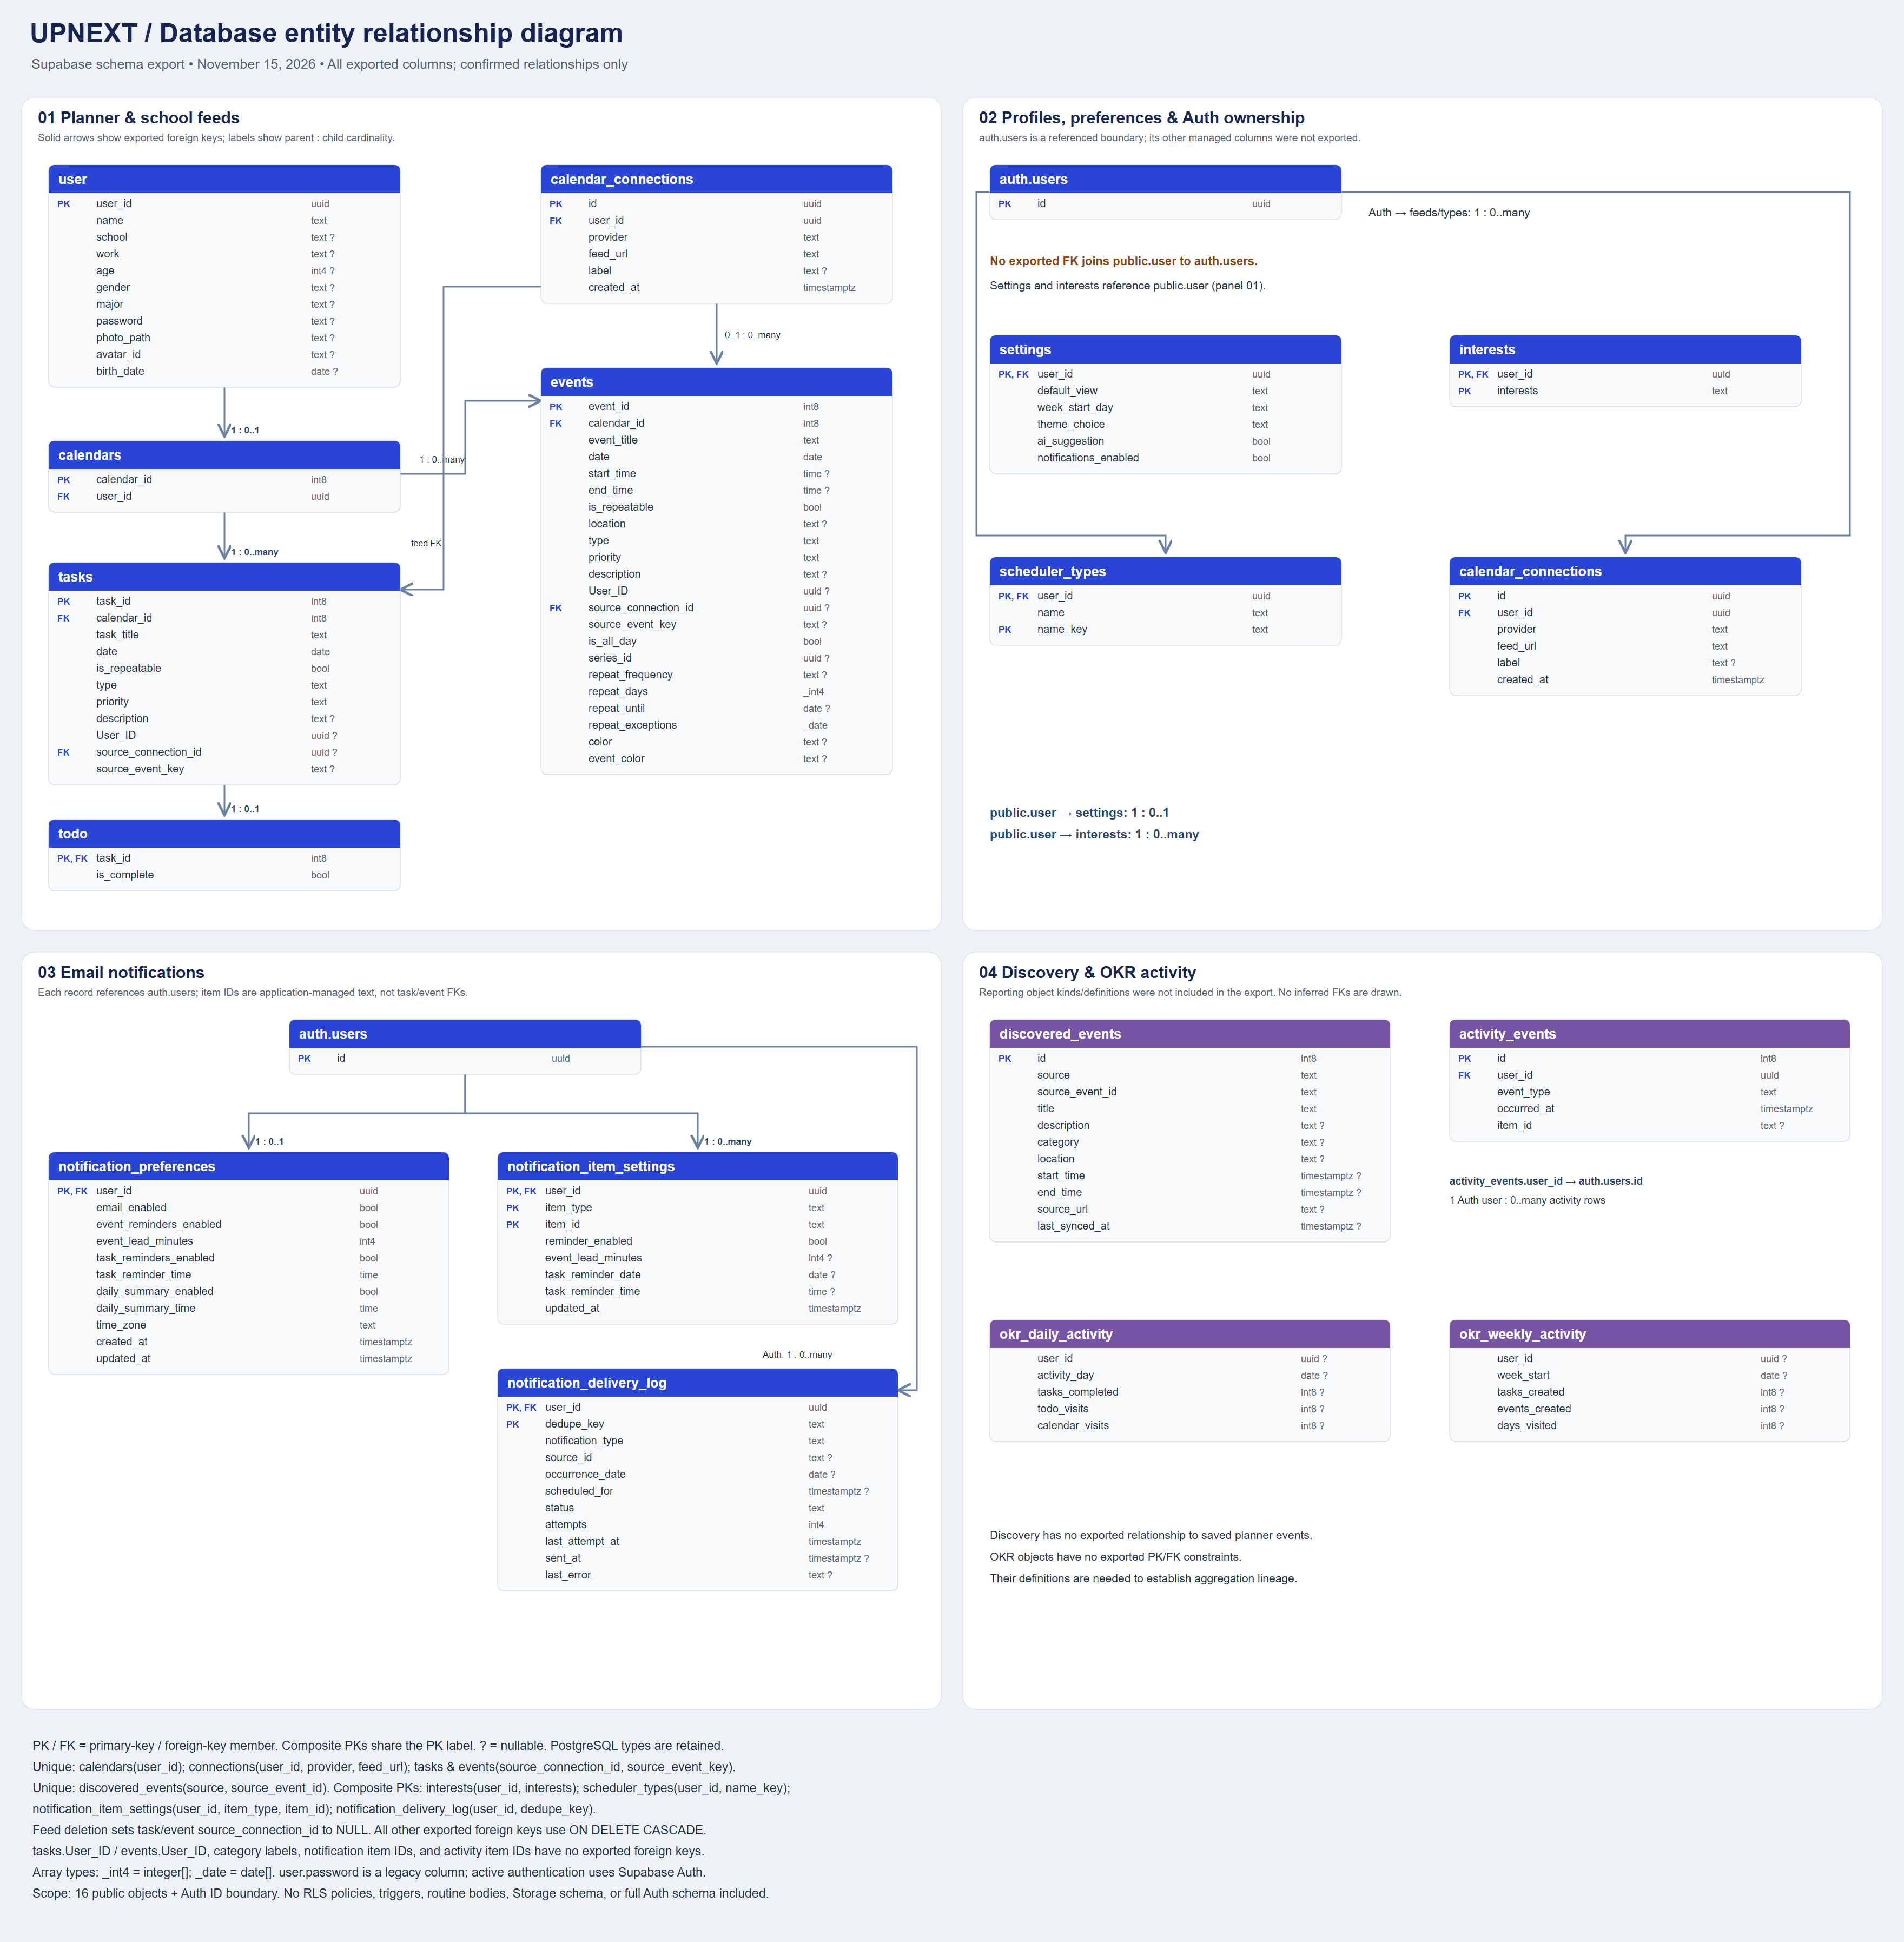 UPNEXT / Database entity relationship diagram
Supabase schema export • November 15, 2026 • All exported columns; confirmed relationships only
01 Planner & school feeds
Solid arrows show exported foreign keys; labels show parent : child cardinality.
user
PK user_id uuid
name text
school text ?
work text ?
age int4 ?
gender text ?
major text ?
password text ?
photo_path text ?
avatar_id text ?
birth_date date ?
1 : 0..1
calendars
PK calendar_id int8
FK user_id uuid
1 : 0..many
1 : 0..many
feed FK
tasks
PK task_id int8
FK calendar_id int8
task_title text
date date
is_repeatable bool
type text
priority text
description text ?
User_ID uuid ?
FK source_connection_id uuid ?
source_event_key text ?
1 : 0..1
todo
PK, FK task_id int8
is_complete bool
calendar_connections
PK id uuid
FK user_id uuid
provider text
feed_url text
label text ?
created_at timestamptz
0..1 : 0..many
events
PK event_id int8
FK calendar_id int8
event_title text
date date
start_time time ?
end_time time ?
is_repeatable bool
location text ?
type text
priority text
description text ?
User_ID uuid ?
FK source_connection_id uuid ?
source_event_key text ?
is_all_day bool
series_id uuid ?
repeat_frequency text ?
repeat_days _int4
repeat_until date ?
repeat_exceptions _date
color text ?
event_color text ?
02 Profiles, preferences & Auth ownership
auth.users is a referenced boundary; its other managed columns were not exported.
auth.users
PK id uuid
Auth → feeds/types: 1 : 0..many
No exported FK joins public.user to auth.users.
Settings and interests reference public.user (panel 01).
settings
PK, FK user_id uuid
default_view text
week_start_day text
theme_choice text
ai_suggestion bool
notifications_enabled bool
interests
PK, FK user_id uuid
PK interests text
scheduler_types
PK, FK user_id uuid
name text
PK name_key text
calendar_connections
PK id uuid
FK user_id uuid
provider text
feed_url text
label text ?
created_at timestamptz
public.user → settings: 1 : 0..1
public.user → interests: 1 : 0..many
03 Email notifications
Each record references auth.users; item IDs are application-managed text, not task/event FKs.
auth.users
PK id uuid
1 : 0..1
1 : 0..many
notification_preferences
PK, FK user_id uuid
email_enabled bool
event_reminders_enabled bool
event_lead_minutes int4
task_reminders_enabled bool
task_reminder_time time
daily_summary_enabled bool
daily_summary_time time
time_zone text
created_at timestamptz
updated_at timestamptz
notification_item_settings
PK, FK user_id uuid
PK item_type text
PK item_id text
reminder_enabled bool
event_lead_minutes int4 ?
task_reminder_date date ?
task_reminder_time time ?
updated_at timestamptz
Auth: 1 : 0..many
notification_delivery_log
PK, FK user_id uuid
PK dedupe_key text
notification_type text
source_id text ?
occurrence_date date ?
scheduled_for timestamptz ?
status text
attempts int4
last_attempt_at timestamptz
sent_at timestamptz ?
last_error text ?
04 Discovery & OKR activity
Reporting object kinds/definitions were not included in the export. No inferred FKs are drawn.
discovered_events
PK id int8
source text
source_event_id text
title text
description text ?
category text ?
location text ?
start_time timestamptz ?
end_time timestamptz ?
source_url text ?
last_synced_at timestamptz ?
activity_events
PK id int8
FK user_id uuid
event_type text
occurred_at timestamptz
item_id text ?
activity_events.user_id → auth.users.id
1 Auth user : 0..many activity rows
okr_daily_activity
user_id uuid ?
activity_day date ?
tasks_completed int8 ?
todo_visits int8 ?
calendar_visits int8 ?
okr_weekly_activity
user_id uuid ?
week_start date ?
tasks_created int8 ?
events_created int8 ?
days_visited int8 ?
Discovery has no exported relationship to saved planner events.
OKR objects have no exported PK/FK constraints.
Their definitions are needed to establish aggregation lineage.
PK / FK = primary-key / foreign-key member. Composite PKs share the PK label. ? = nullable. PostgreSQL types are retained.
Unique: calendars(user_id); connections(user_id, provider, feed_url); tasks & events(source_connection_id, source_event_key).
Unique: discovered_events(source, source_event_id). Composite PKs: interests(user_id, interests); scheduler_types(user_id, name_key);
notification_item_settings(user_id, item_type, item_id); notification_delivery_log(user_id, dedupe_key).
Feed deletion sets task/event source_connection_id to NULL. All other exported foreign keys use ON DELETE CASCADE.
tasks.User_ID / events.User_ID, category labels, notification item IDs, and activity item IDs have no exported foreign keys.
Array types: _int4 = integer[]; _date = date[]. user.password is a legacy column; active authentication uses Supabase Auth.
Scope: 16 public objects + Auth ID boundary. No RLS policies, triggers, routine bodies, Storage schema, or full Auth schema included.